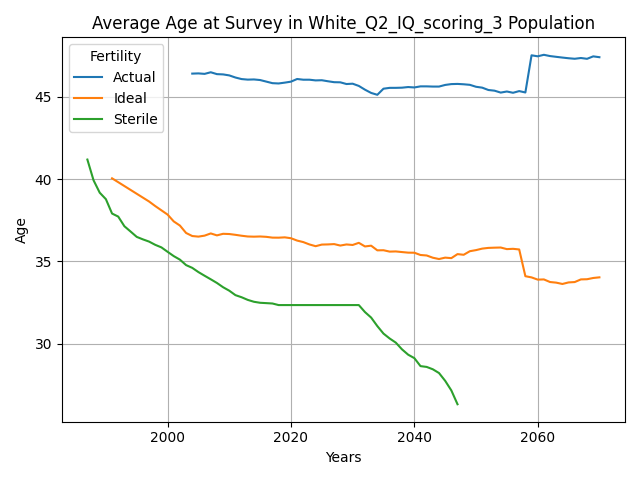 Average Age at Survey in White_Q2_IQ_scoring_3 Population
Fertility
Actual
Ideal
Sterile
45
40
35
30
Age
2000
2020
2040
2060
Years